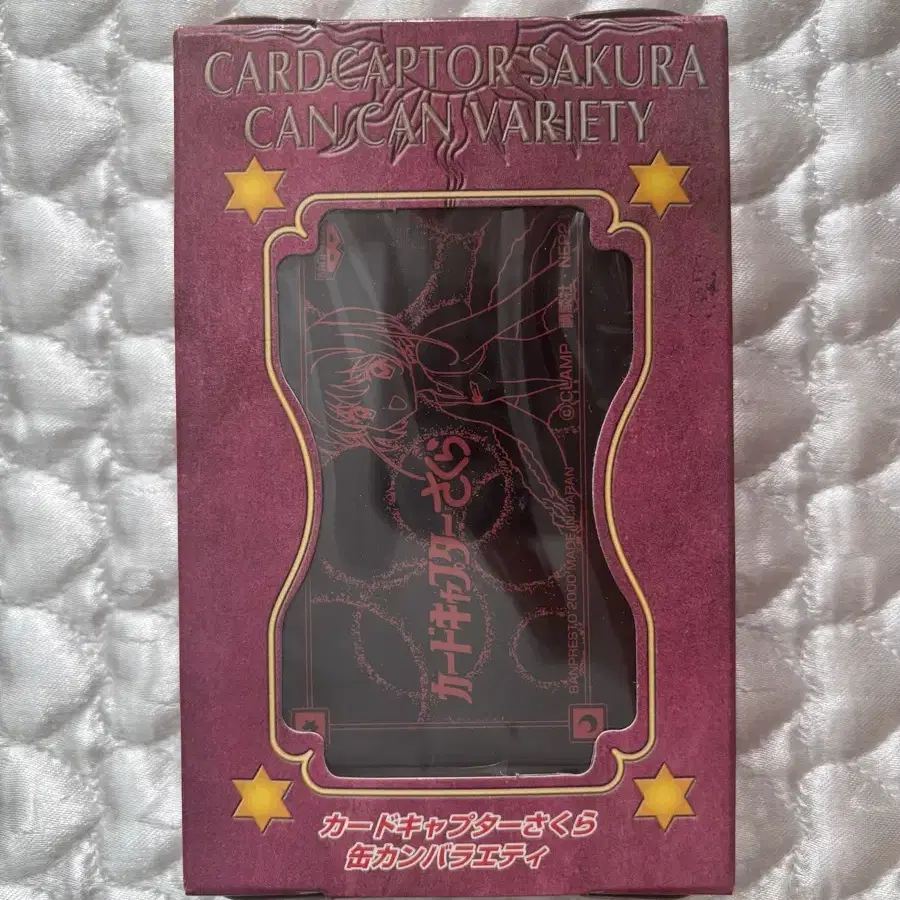 CARDCAPTOR SAKURA
CAN CAN VARIETY
カードキャプターさくら
©CLAMP・講談社・NEP21
BANPRESTO 2000 MADE IN JAPAN
カードキャプターさくら
缶カンバラエティ